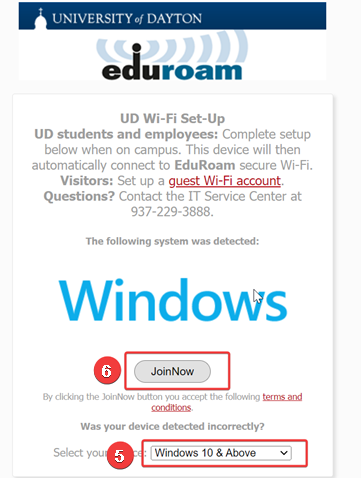 UNIVERSITY of DAYTON
eduroam
UD Wi-Fi Set-Up
UD students and employees: Complete setup
below when on campus. This device will then
automatically connect to EduRoam secure Wi-Fi.
Visitors: Set up a guest Wi-Fi account.
Questions? Contact the IT Service Center at
937-229-3888.
The following system was detected:
Windows
6
JoinNow
By clicking the JoinNow button you accept the following terms and
conditions.
Was your device detected incorrectly?
Select your 5 ce: Windows 10 & Above